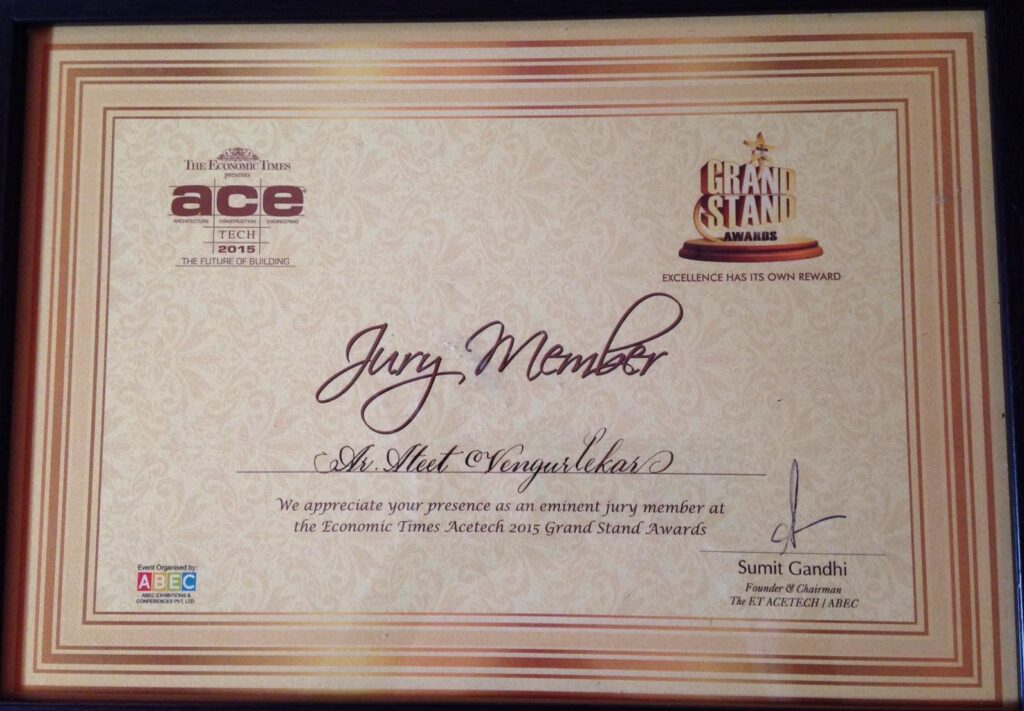 THE ECONOMIC TIMES
presents
ace
ARCHITECTURE CONSTRUCTION ENGINEERING
TECH
2015
THE FUTURE OF BUILDING
GRAND
STAND
AWARDS
EXCELLENCE HAS ITS OWN REWARD
Jury Member
Ar. Ateet Vengurlekar
We appreciate your presence as an eminent jury member at
the Economic Times Acetech 2015 Grand Stand Awards
Sumit Gandhi
Founder & Chairman
The ET ACETECH / ABEC
Event Organised by:
ABEC
ABEC EXHIBITIONS &
CONFERENCES PVT. LTD.